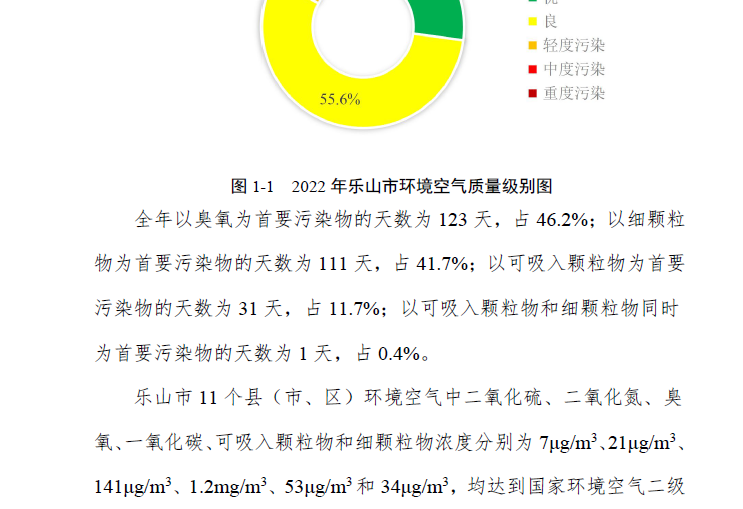 良
轻度污染
中度污染
重度污染
55.6%
图 1-1 2022 年乐山市环境空气质量级别图
全年以臭氧为首要污染物的天数为 123 天，占 46.2%；以细颗粒
物为首要污染物的天数为 111 天，占 41.7%；以可吸入颗粒物为首要
污染物的天数为 31 天，占 11.7%；以可吸入颗粒物和细颗粒物同时
为首要污染物的天数为 1 天，占 0.4%。
乐山市 11 个县（市、区）环境空气中二氧化硫、二氧化氮、臭
氧、一氧化碳、可吸入颗粒物和细颗粒物浓度分别为 7μg/m³、21μg/m³、
141μg/m³、1.2mg/m³、53μg/m³ 和 34μg/m³，均达到国家环境空气二级